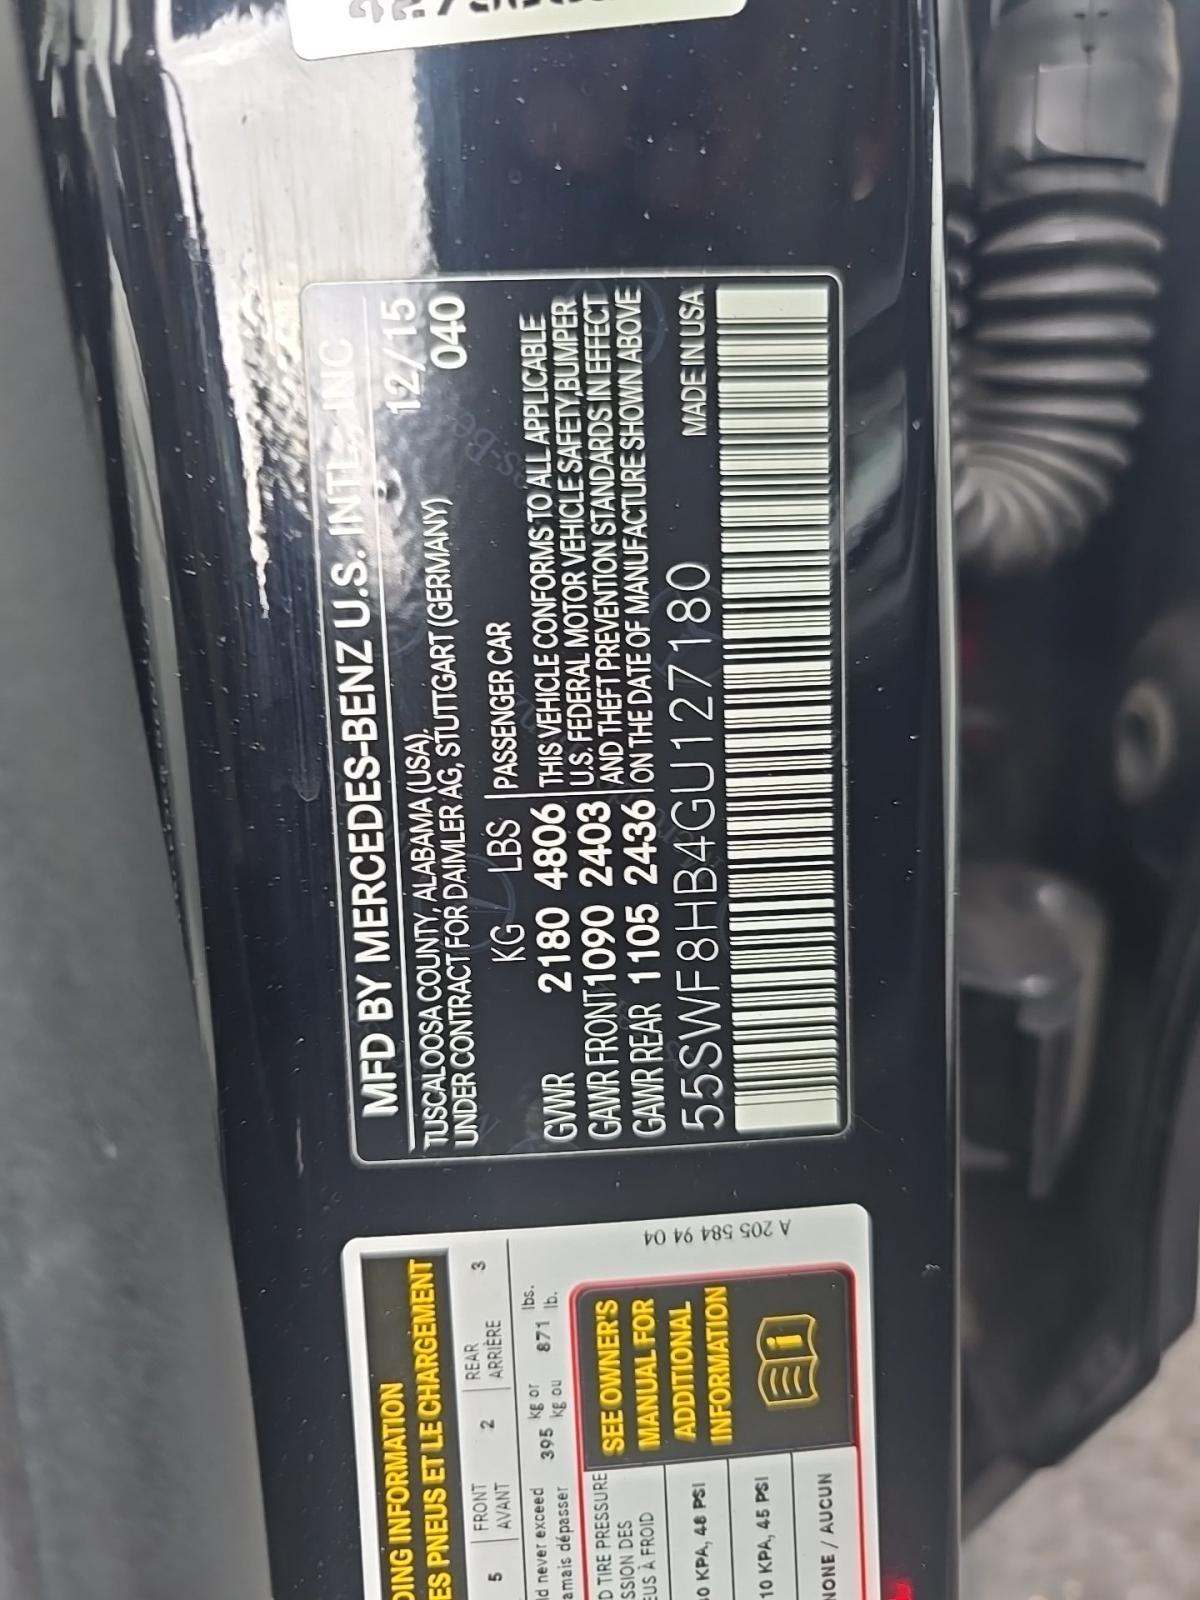 MFD BY MERCEDES-BENZ U.S. INTL, INC
TUSCALOOSA COUNTY, ALABAMA (USA), 12/15
UNDER CONTRACT FOR DAIMLER AG, STUTTGART (GERMANY) 040
KG LBS PASSENGER CAR
GVWR 2180 4806 THIS VEHICLE CONFORMS TO ALL APPLICABLE
GAWR FRONT 1090 2403 U.S. FEDERAL MOTOR VEHICLE SAFETY, BUMPER
GAWR REAR 1105 2436 AND THEFT PREVENTION STANDARDS IN EFFECT
ON THE DATE OF MANUFACTURE SHOWN ABOVE
55SWF8HB4GU127180 MADE IN USA
DING INFORMATION
ES PNEUS ET LE CHARGEMENT
5 FRONT 2 REAR 3
AVANT ARRIÈRE
ld never exceed 395 kg or 871 lbs.
amais dépasser kg ou lb.
D TIRE PRESSURE
SSION DES
EUS À FROID
0 KPA, 48 PSI
10 KPA, 45 PSI
NONE / AUCUN
SEE OWNER'S
MANUAL FOR
ADDITIONAL
INFORMATION
A 205 584 94 04